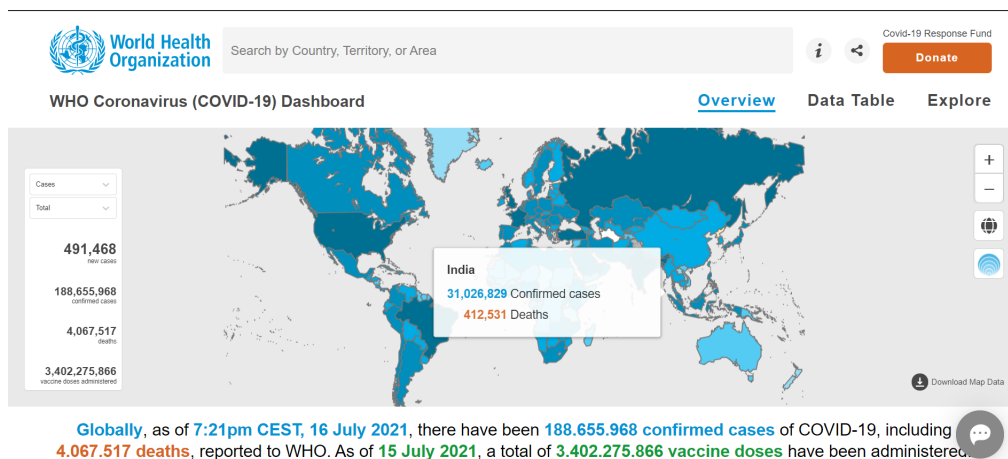 World Health
Organization
Search by Country, Territory, or Area
i
Covid-19 Response Fund
Donate
WHO Coronavirus (COVID-19) Dashboard
Overview Data Table Explore
Cases
Total
491,468
new cases
188,655,968
confirmed cases
4,067,517
deaths
3,402,275,866
vaccine doses administered
India
31,026,829 Confirmed cases
412,531 Deaths
+
−
Download Map Data
Globally, as of 7:21pm CEST, 16 July 2021, there have been 188.655.968 confirmed cases of COVID-19, including
4.067.517 deaths, reported to WHO. As of 15 July 2021, a total of 3.402.275.866 vaccine doses have been administered.